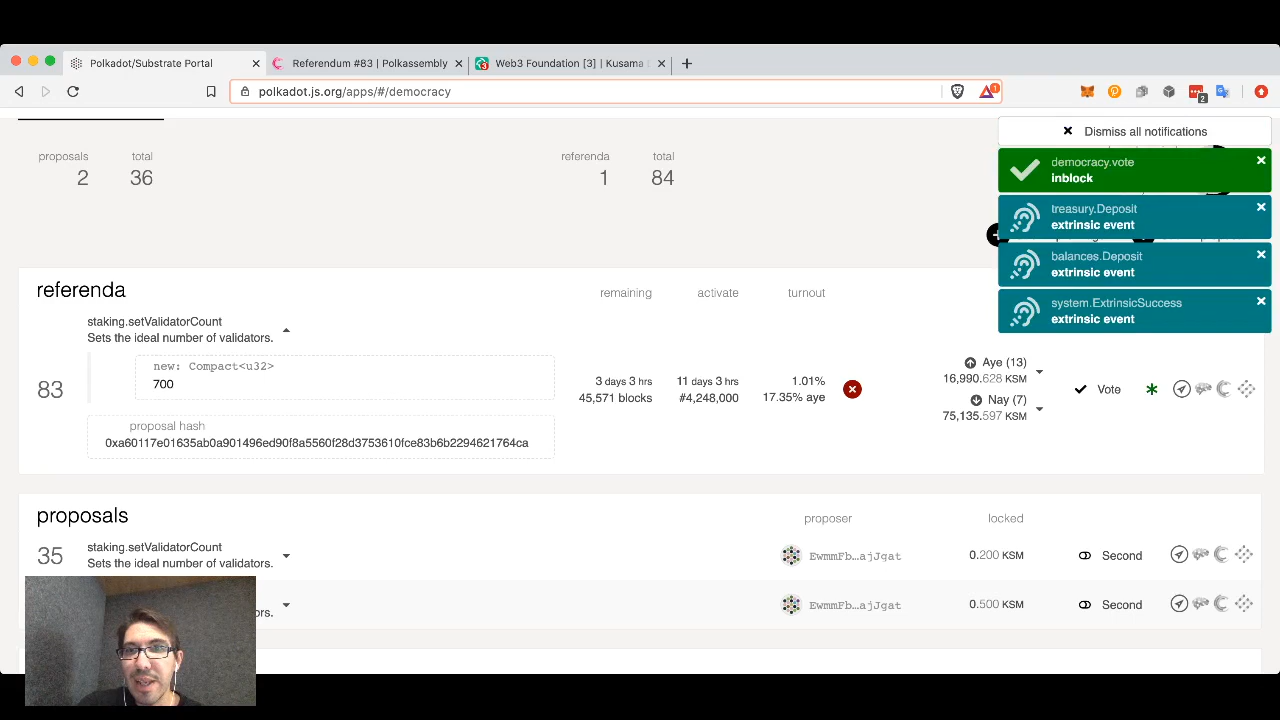 Polkadot/Substrate Portal
Referendum #83 | Polkassembly
Web3 Foundation [3] | Kusama
polkadot.js.org/apps/#/democracy
1
2
Dismiss all notifications
democracy.vote
inblock
treasury.Deposit
extrinsic event
balances.Deposit
extrinsic event
system.ExtrinsicSuccess
extrinsic event
proposals total
2 36
referenda total
1 84
referenda remaining activate turnout
staking.setValidatorCount
Sets the ideal number of validators.
83
new: Compact<u32>
700
proposal hash
0xa60117e01635ab0a901496ed90f8a5560f28d3753610fce83b6b2294621764ca
3 days 3 hrs
45,571 blocks
11 days 3 hrs
#4,248,000
1.01%
17.35% aye
Aye (13)
16,990.628 KSM
Nay (7)
75,135.597 KSM
Vote
proposals proposer locked
35
staking.setValidatorCount
Sets the ideal number of validators.
EwmmFb…ajJgat 0.200 KSM Second
ors.
EwmmFb…ajJgat 0.500 KSM Second